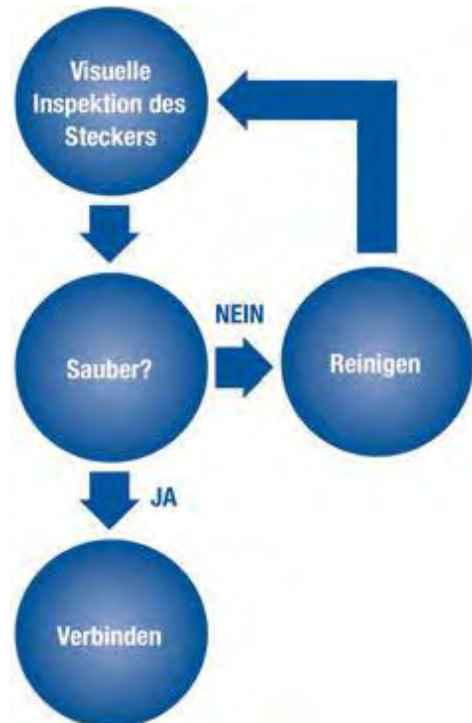 Visuelle
Inspektion des
Steckers
Sauber?
NEIN
Reinigen
JA
Verbinden